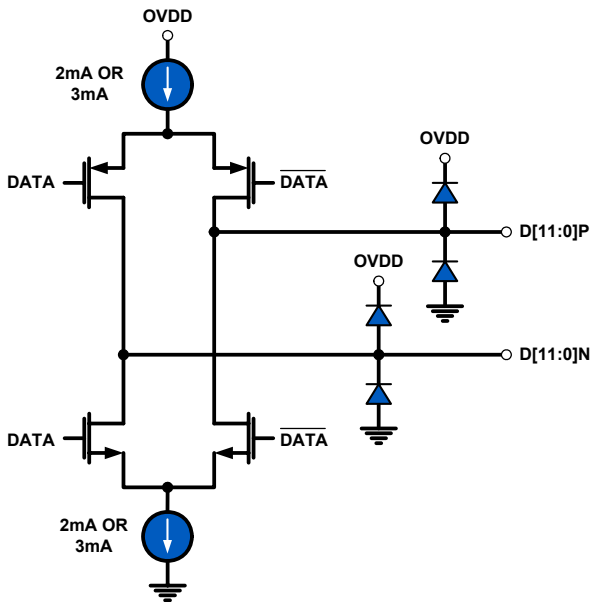 OVDD
2mA OR
3mA
OVDD
DATA
DATA
D[11:0]P
OVDD
D[11:0]N
DATA
DATA
2mA OR
3mA